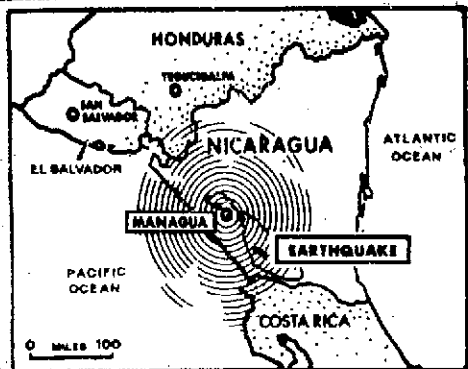 HONDURAS
TEGUCIGALPA
SAN
SALVADOR
NICARAGUA
ATLANTIC
OCEAN
EL SALVADOR
MANAGUA
EARTHQUAKE
PACIFIC
OCEAN
COSTA RICA
0 MILES 100